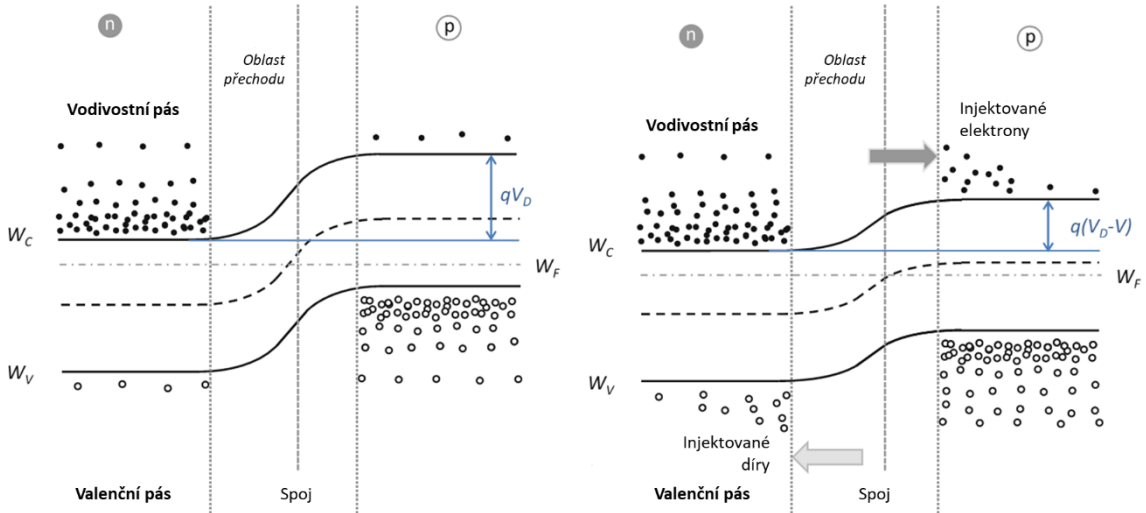 n
p
Oblast
přechodu
Vodivostní pás
qV_D
W_C
W_F
W_V
Valenční pás
Spoj
n
p
Oblast
přechodu
Injektované
elektrony
Vodivostní pás
q(V_D-V)
W_C
W_F
W_V
Injektované
díry
Valenční pás
Spoj